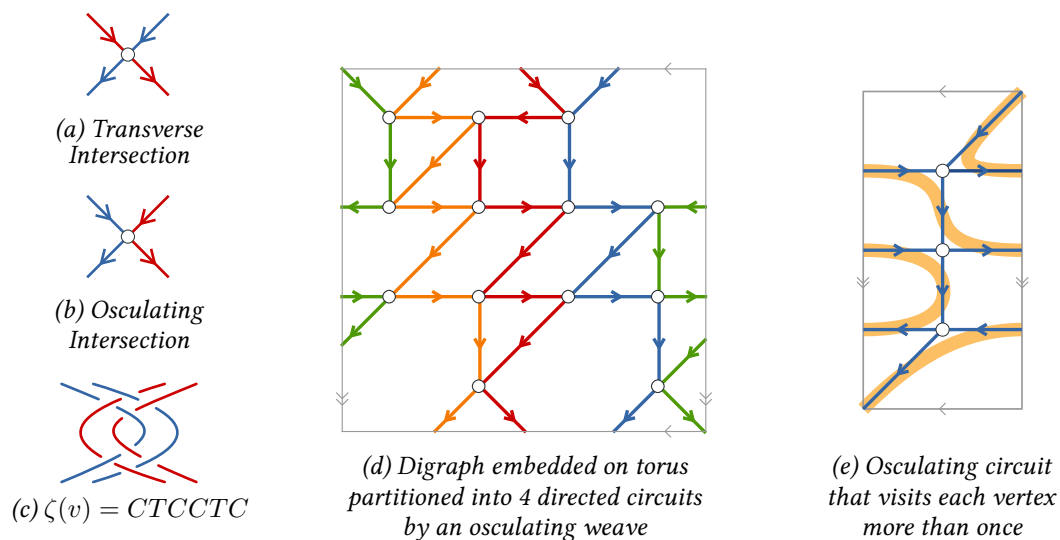 (a) Transverse
Intersection
(b) Osculating
Intersection
(c) ζ(v) = CTCCTC
(d) Digraph embedded on torus
partitioned into 4 directed circuits
by an osculating weave
(e) Osculating circuit
that visits each vertex
more than once